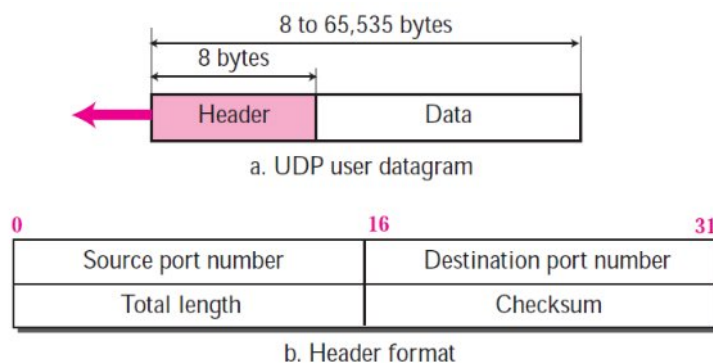 8 to 65,535 bytes
8 bytes
Header Data
a. UDP user datagram
0 16 31
Source port number Destination port number
Total length Checksum
b. Header format